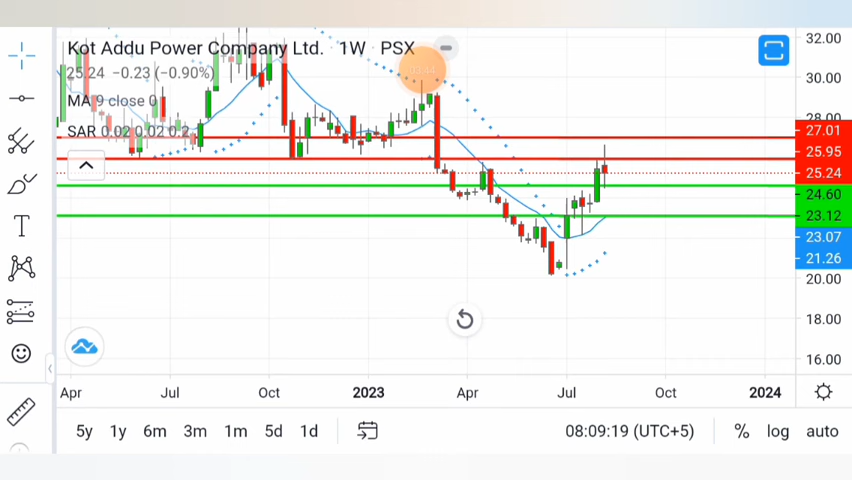 Kot Addu Power Company Ltd. 1W PSX
25.24 −0.23 (−0.90%)
MA 9 close 0
SAR 0.02 0.02 0.2
32.00
30.00
28.00
27.01
25.95
25.24
24.60
23.12
23.07
21.26
20.00
18.00
16.00
Apr Jul Oct 2023 Apr Jul Oct 2024
5y 1y 6m 3m 1m 5d 1d 08:09:19 (UTC+5) % log auto